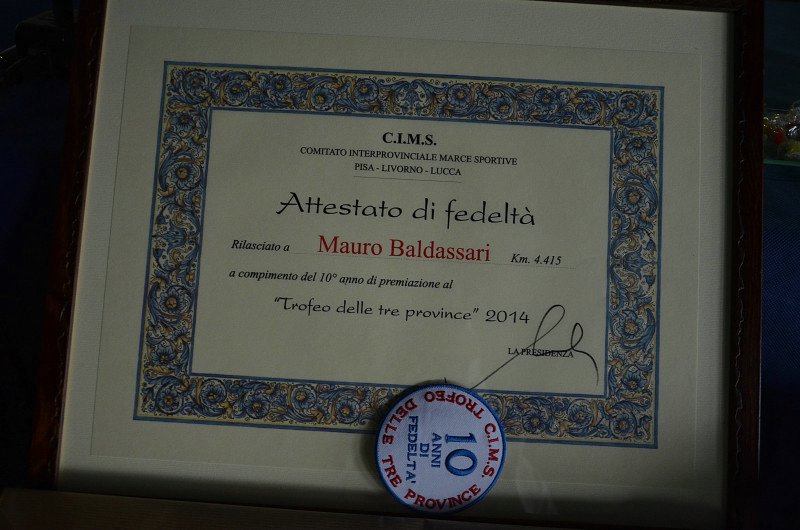 C.I.M.S.
COMITATO INTERPROVINCIALE MARCE SPORTIVE
PISA - LIVORNO - LUCCA
Attestato di fedeltà
Rilasciato a Mauro Baldassari Km. 4.415
a compimento del 10° anno di premiazione al
"Trofeo delle tre province" 2014
LA PRESIDENZA
C.I.M.S. TROFEO DELLE TRE PROVINCE
10
ANNI
DI
FEDELTA'